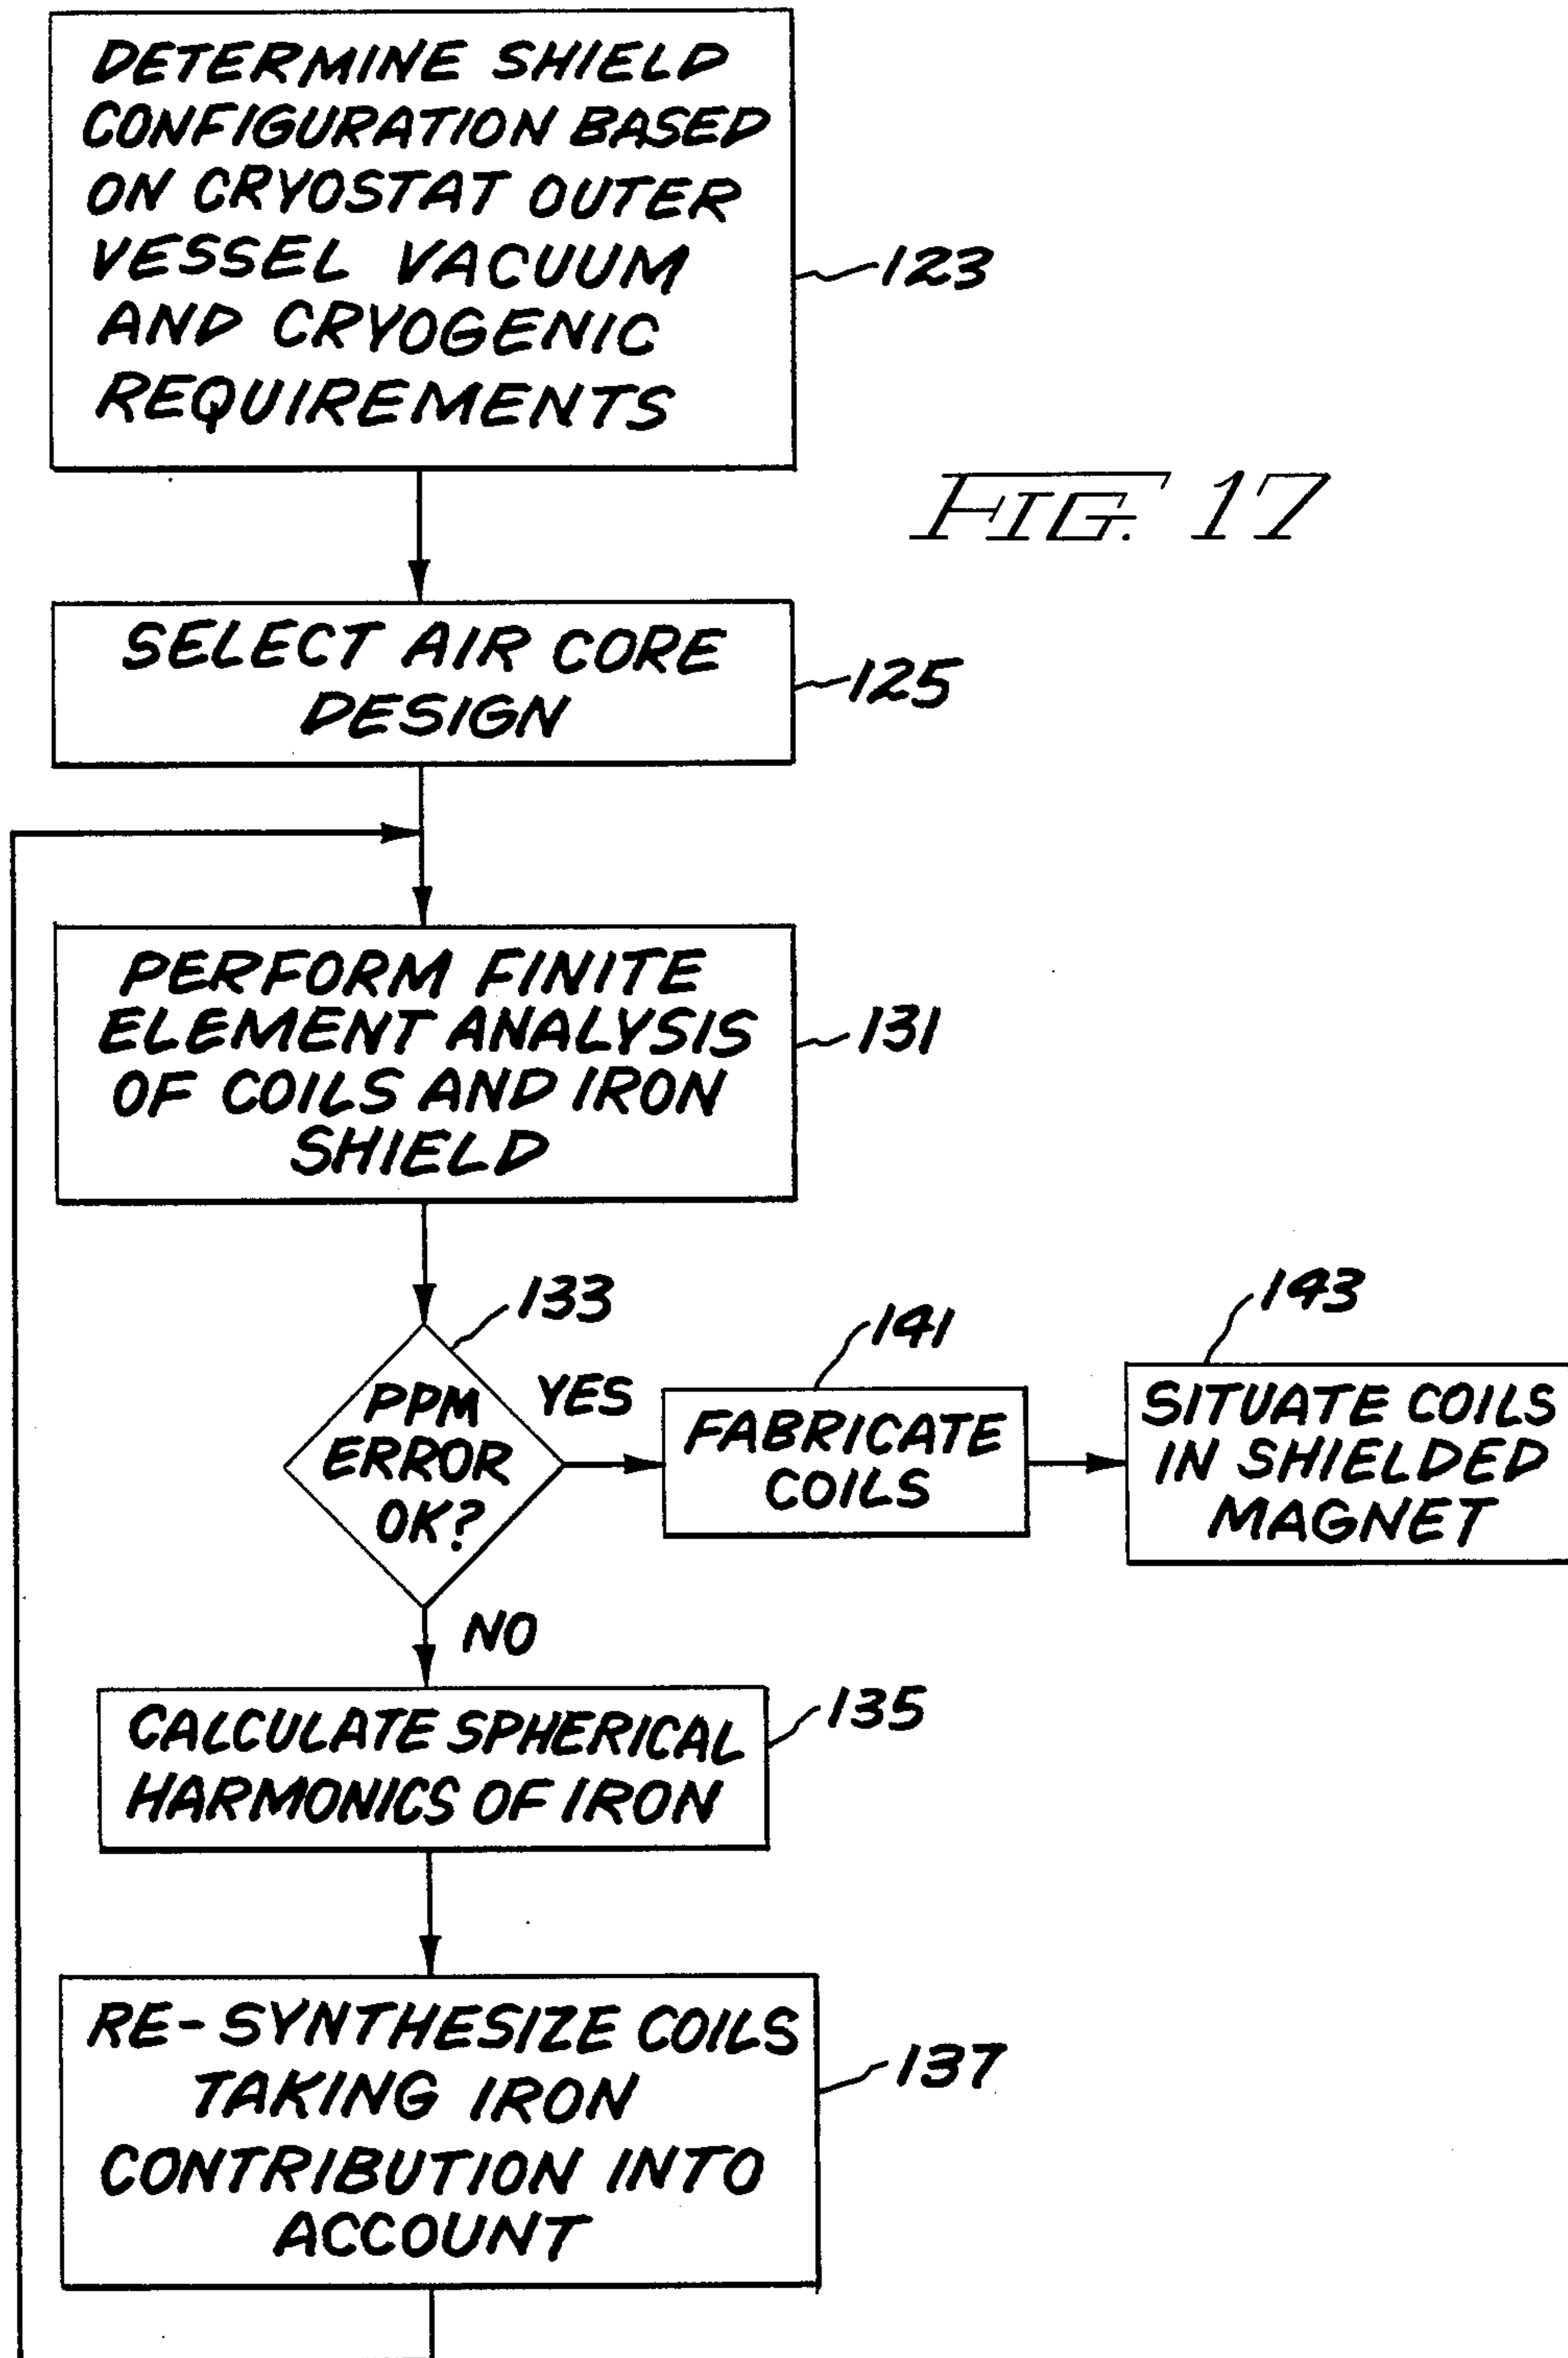 DETERMINE SHIELD
CONFIGURATION BASED
ON CRYOSTAT OUTER
VESSEL VACUUM
AND CRYOGENIC
REQUIREMENTS
123
FIG. 17
SELECT AIR CORE
DESIGN
125
PERFORM FINITE
ELEMENT ANALYSIS
OF COILS AND IRON
SHIELD
131
133
PPM
ERROR
OK?
YES
141
FABRICATE
COILS
143
SITUATE COILS
IN SHIELDED
MAGNET
NO
CALCULATE SPHERICAL
HARMONICS OF IRON
135
RE-SYNTHESIZE COILS
TAKING IRON
CONTRIBUTION INTO
ACCOUNT
137